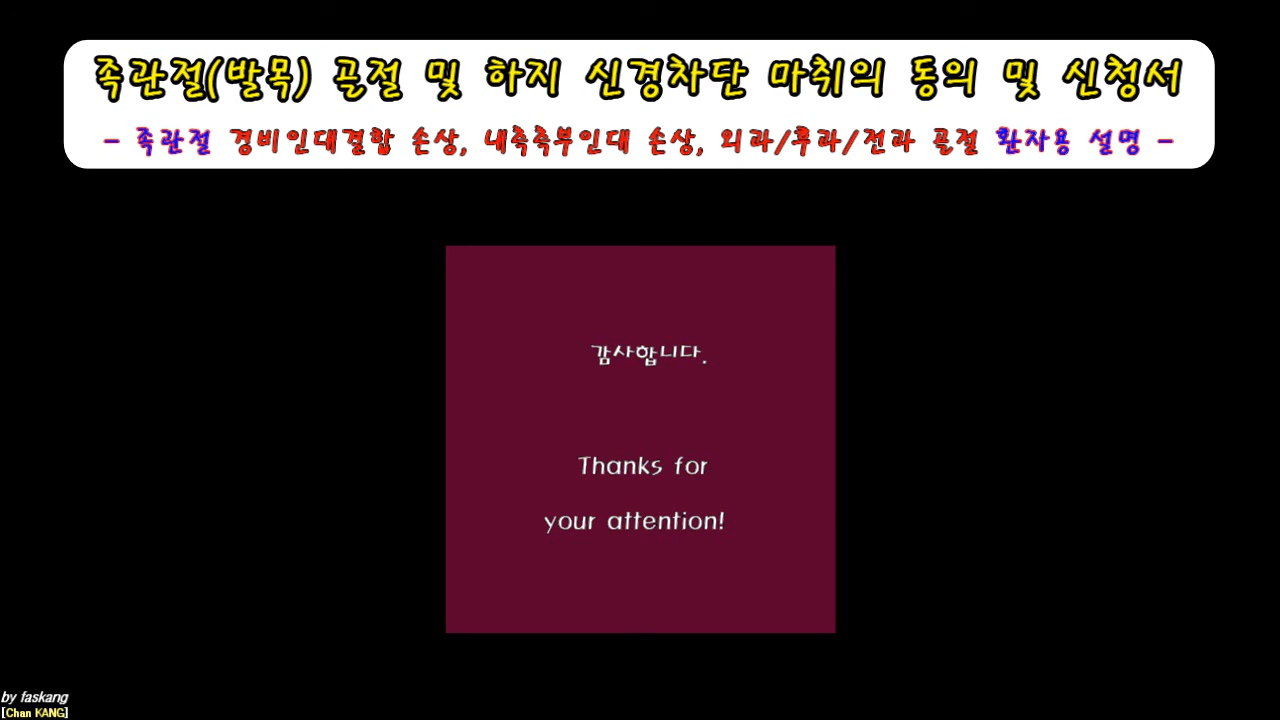 족관절(발목) 골절 및 하지 신경차단 마취의 동의 및 신청서
- 족관절 경비인대결합 손상, 내측측부인대 손상, 외과/후과/전과 골절 환자용 설명 -
감사합니다.
Thanks for
your attention!
by faskang
[Chan KANG]